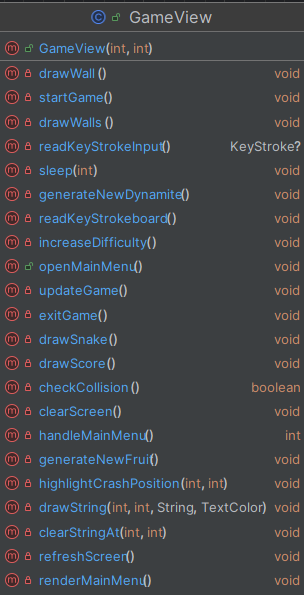 GameView
GameView(int, int)
drawWall() void
startGame() void
drawWalls() void
readKeyStrokeInput() KeyStroke?
sleep(int) void
generateNewDynamite() void
readKeyStrokeboard() void
increaseDifficulty() void
openMainMenu() void
updateGame() void
exitGame() void
drawSnake() void
drawScore() void
checkCollision() boolean
clearScreen() void
handleMainMenu() int
generateNewFruit() void
highlightCrashPosition(int, int) void
drawString(int, int, String, TextColor) void
clearStringAt(int, int) void
refreshScreen() void
renderMainMenu() void